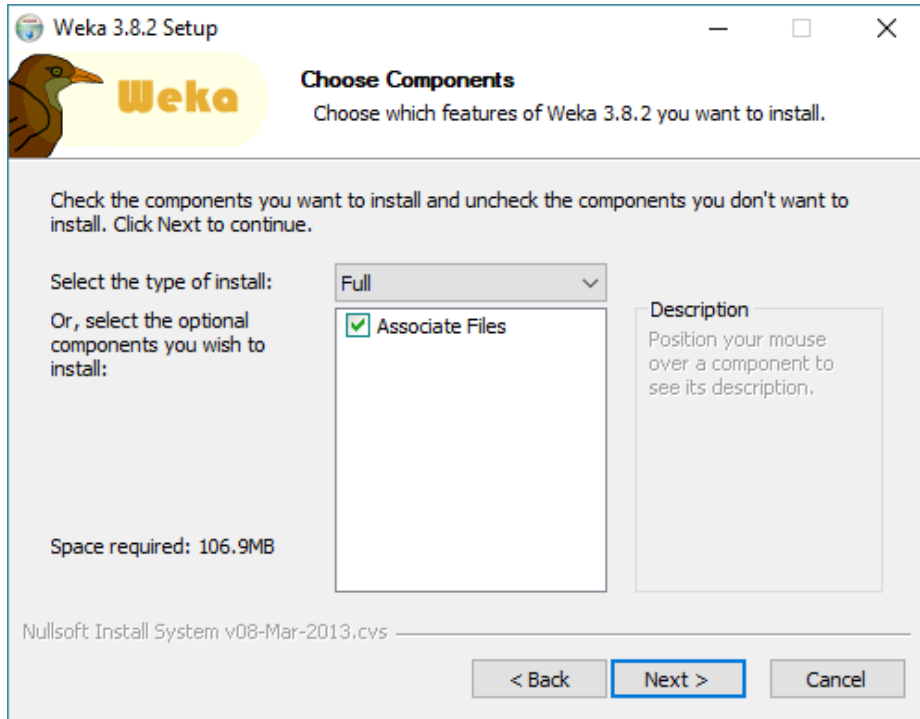 Weka 3.8.2 Setup
Weka
Choose Components
Choose which features of Weka 3.8.2 you want to install.
Check the components you want to install and uncheck the components you don't want to
install. Click Next to continue.
Select the type of install:
Full
Or, select the optional
components you wish to
install:
Associate Files
Description
Position your mouse
over a component to
see its description.
Space required: 106.9MB
Nullsoft Install System v08-Mar-2013.cvs
< Back
Next >
Cancel